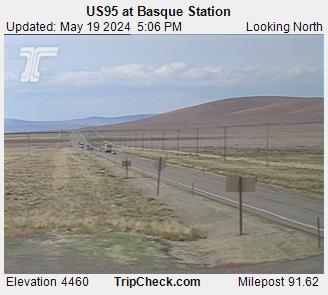 US95 at Basque Station
Updated: May 19 2024 5:06 PM Looking North
Elevation 4460 TripCheck.com Milepost 91.62